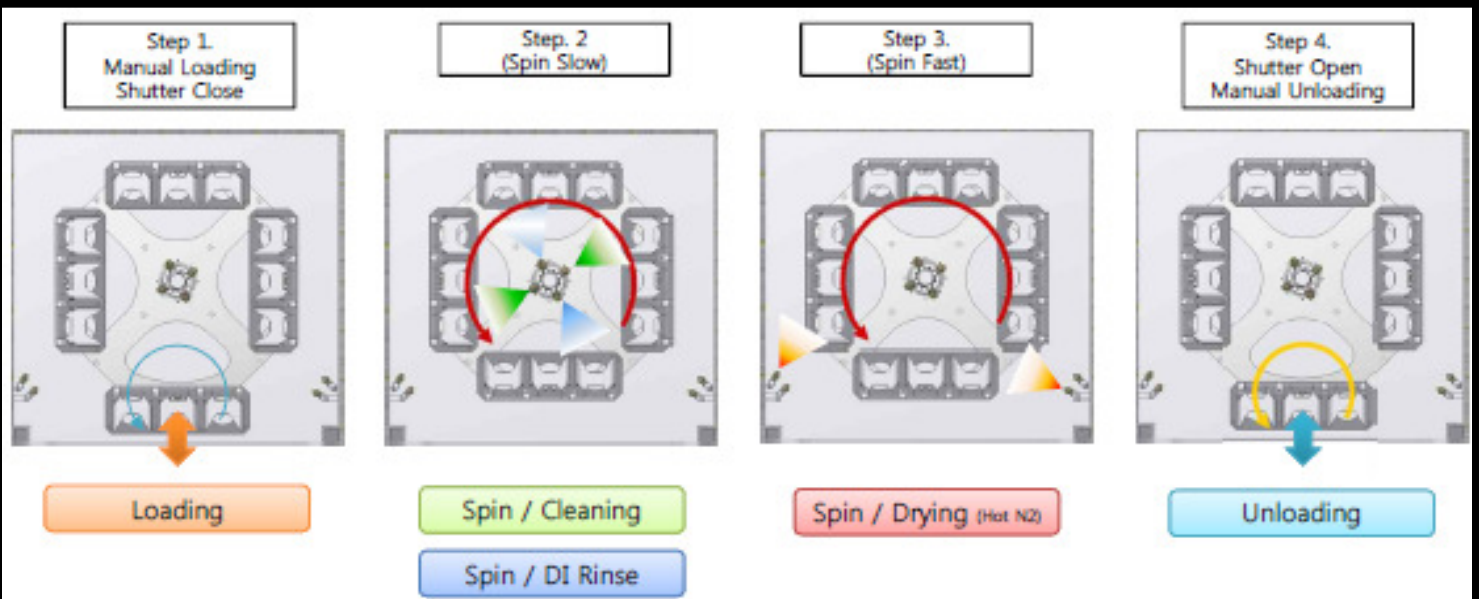 Step 1.
Manual Loading
Shutter Close
Step. 2
(Spin Slow)
Step 3.
(Spin Fast)
Step 4.
Shutter Open
Manual Unloading
Loading
Spin / Cleaning
Spin / DI Rinse
Spin / Drying (Hot N2)
Unloading